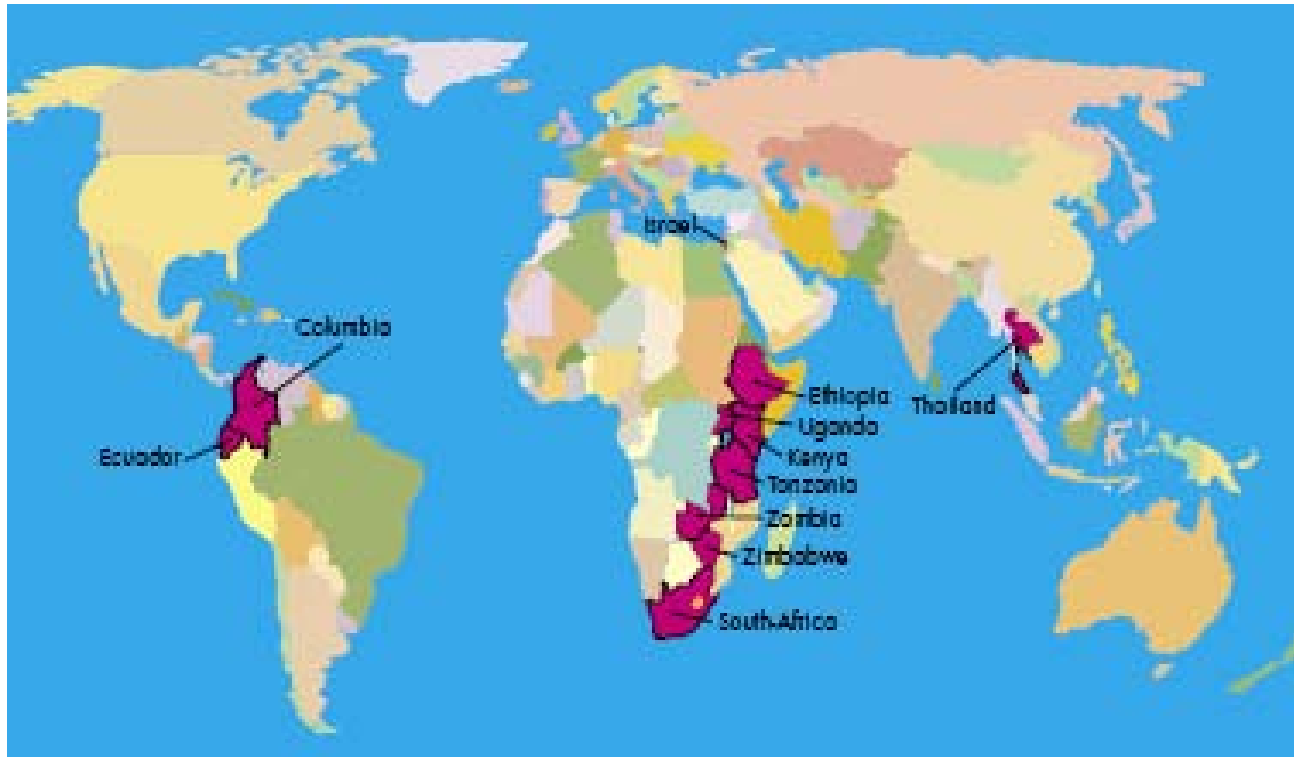 Israel
Columbia
Ethiopia
Thailand
Uganda
Ecuador
Kenya
Tanzania
Zambia
Zimbabwe
South-Africa